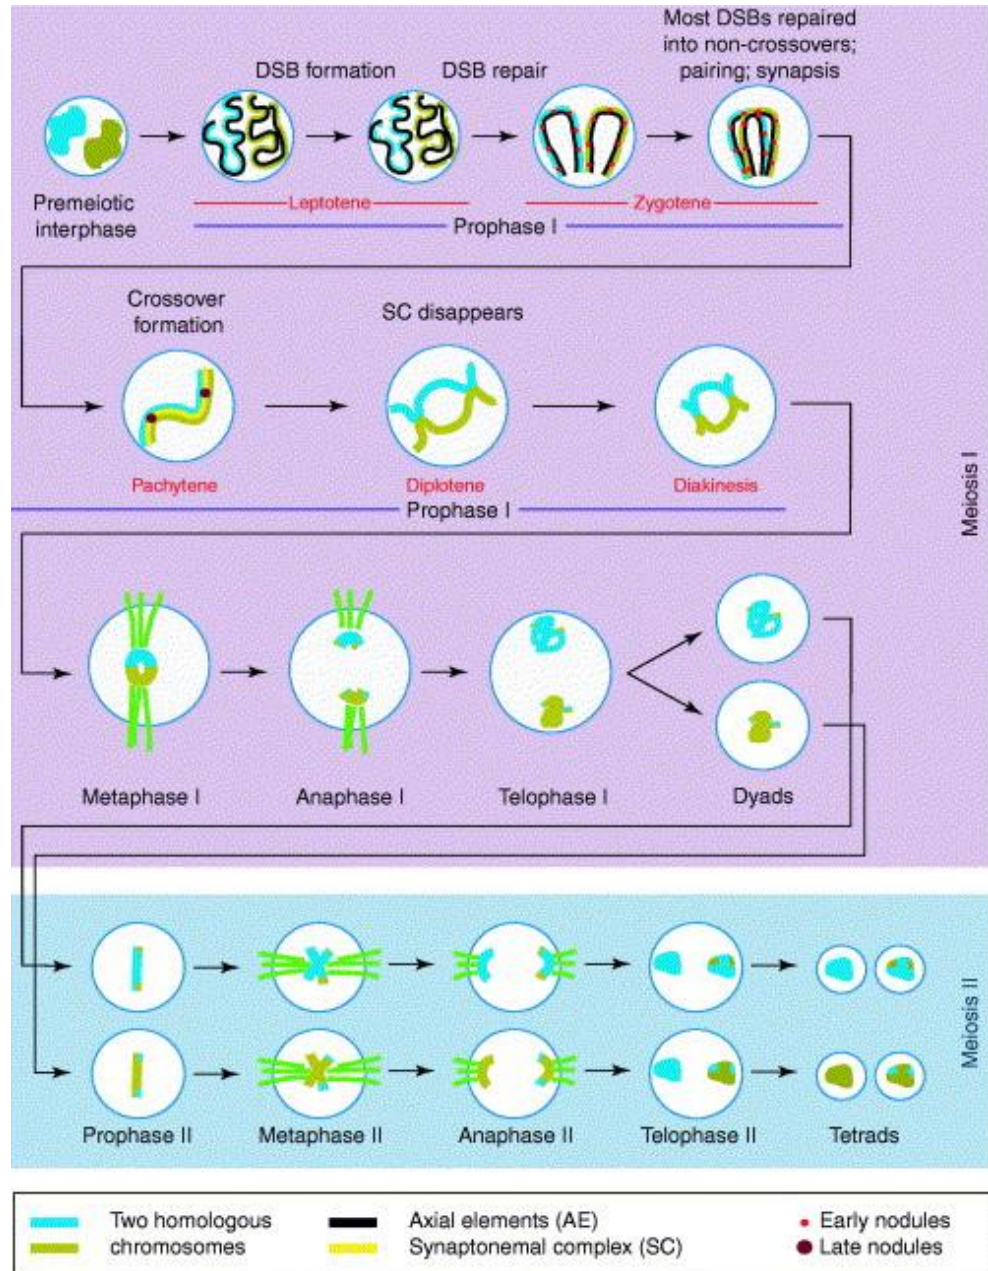 Most DSBs repaired
into non-crossovers;
pairing; synapsis
DSB formation
DSB repair
Premeiotic
interphase
Leptotene
Zygotene
Prophase I
Crossover
formation
SC disappears
Pachytene
Diplotene
Diakinesis
Prophase I
Meiosis I
Metaphase I
Anaphase I
Telophase I
Dyads
Meiosis II
Prophase II
Metaphase II
Anaphase II
Telophase II
Tetrads
Two homologous
chromosomes
Axial elements (AE)
Synaptonemal complex (SC)
Early nodules
Late nodules